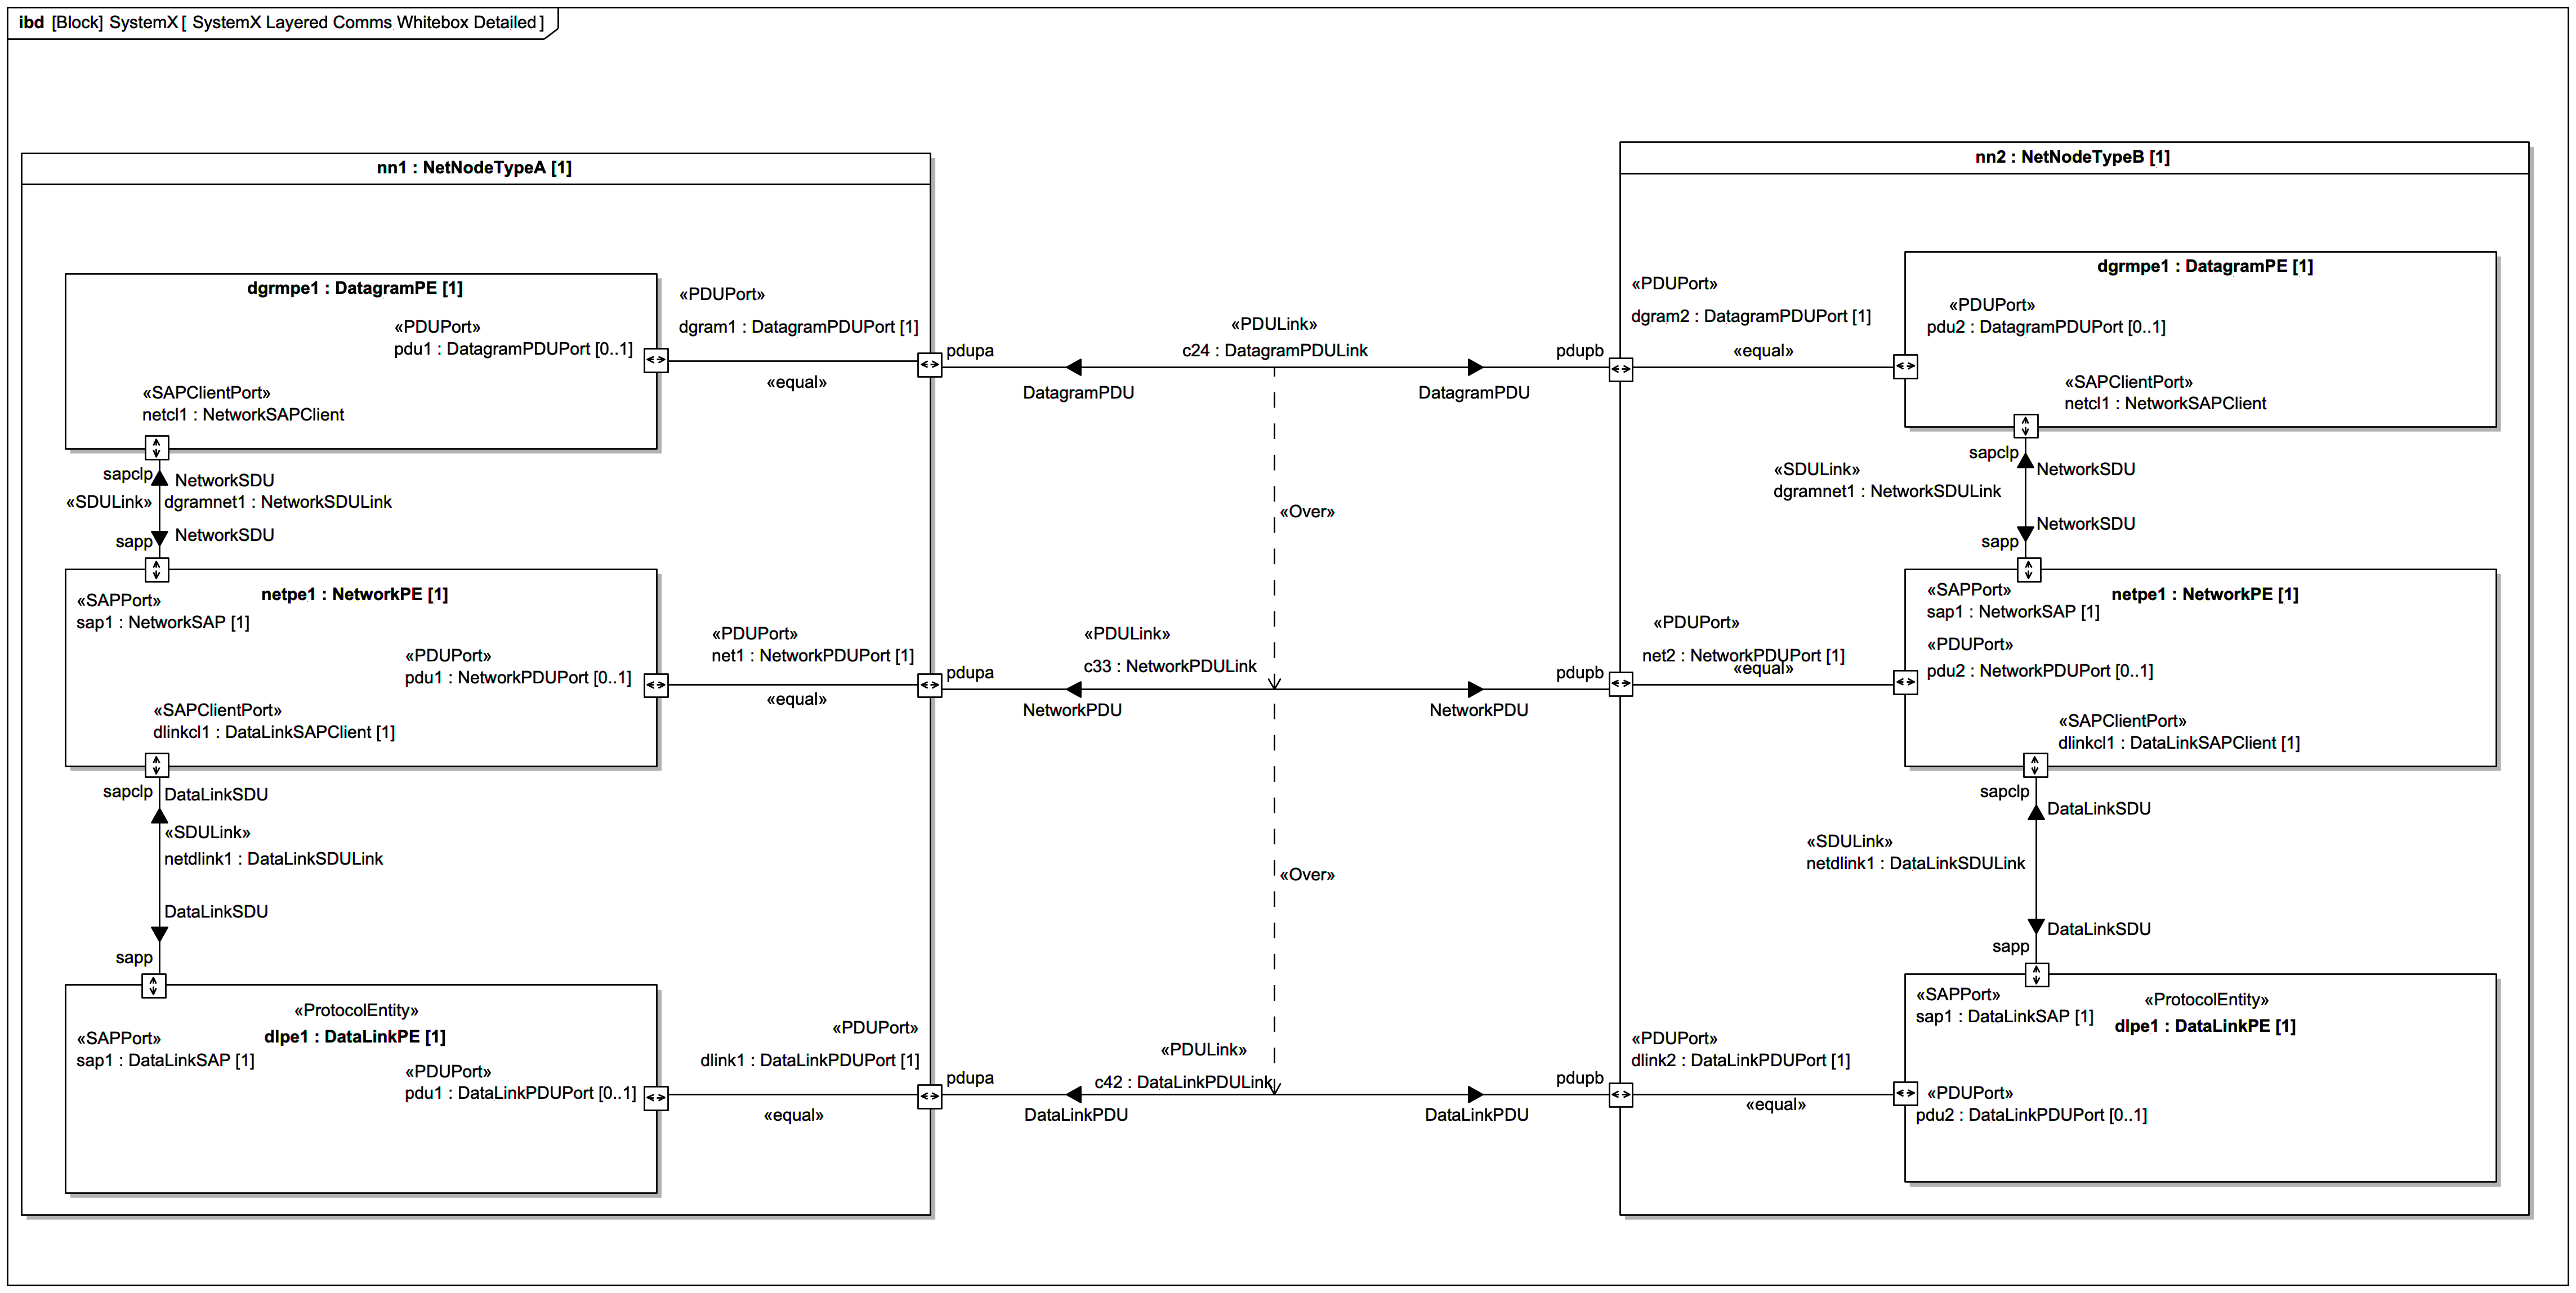 ibd [Block] SystemX [ SystemX Layered Comms Whitebox Detailed ]
nn1 : NetNodeTypeA [1]
dgrmpe1 : DatagramPE [1]
«PDUPort»
pdu1 : DatagramPDUPort [0..1]
«SAPClientPort»
netcl1 : NetworkSAPClient
«PDUPort»
dgram1 : DatagramPDUPort [1]
«equal»
sapclp
NetworkSDU
«SDULink»
dgramnet1 : NetworkSDULink
sapp
NetworkSDU
«SAPPort»
sap1 : NetworkSAP [1]
netpe1 : NetworkPE [1]
«PDUPort»
pdu1 : NetworkPDUPort [0..1]
«SAPClientPort»
dlinkcl1 : DataLinkSAPClient [1]
«PDUPort»
net1 : NetworkPDUPort [1]
«equal»
sapclp
DataLinkSDU
«SDULink»
netdlink1 : DataLinkSDULink
DataLinkSDU
sapp
«ProtocolEntity»
dlpe1 : DataLinkPE [1]
«SAPPort»
sap1 : DataLinkSAP [1]
«PDUPort»
pdu1 : DataLinkPDUPort [0..1]
«PDUPort»
dlink1 : DataLinkPDUPort [1]
«equal»
pdupa
«PDULink»
c24 : DatagramPDULink
pdupb
DatagramPDU
DatagramPDU
«Over»
pdupa
«PDULink»
c33 : NetworkPDULink
pdupb
NetworkPDU
NetworkPDU
«Over»
pdupa
«PDULink»
c42 : DataLinkPDULink
pdupb
DataLinkPDU
DataLinkPDU
nn2 : NetNodeTypeB [1]
«PDUPort»
dgram2 : DatagramPDUPort [1]
«equal»
dgrmpe1 : DatagramPE [1]
«PDUPort»
pdu2 : DatagramPDUPort [0..1]
«SAPClientPort»
netcl1 : NetworkSAPClient
sapclp
NetworkSDU
«SDULink»
dgramnet1 : NetworkSDULink
NetworkSDU
sapp
«PDUPort»
net2 : NetworkPDUPort [1]
«equal»
«SAPPort»
sap1 : NetworkSAP [1]
netpe1 : NetworkPE [1]
«PDUPort»
pdu2 : NetworkPDUPort [0..1]
«SAPClientPort»
dlinkcl1 : DataLinkSAPClient [1]
sapclp
DataLinkSDU
«SDULink»
netdlink1 : DataLinkSDULink
DataLinkSDU
sapp
«PDUPort»
dlink2 : DataLinkPDUPort [1]
«equal»
«SAPPort»
sap1 : DataLinkSAP [1]
«ProtocolEntity»
dlpe1 : DataLinkPE [1]
«PDUPort»
pdu2 : DataLinkPDUPort [0..1]